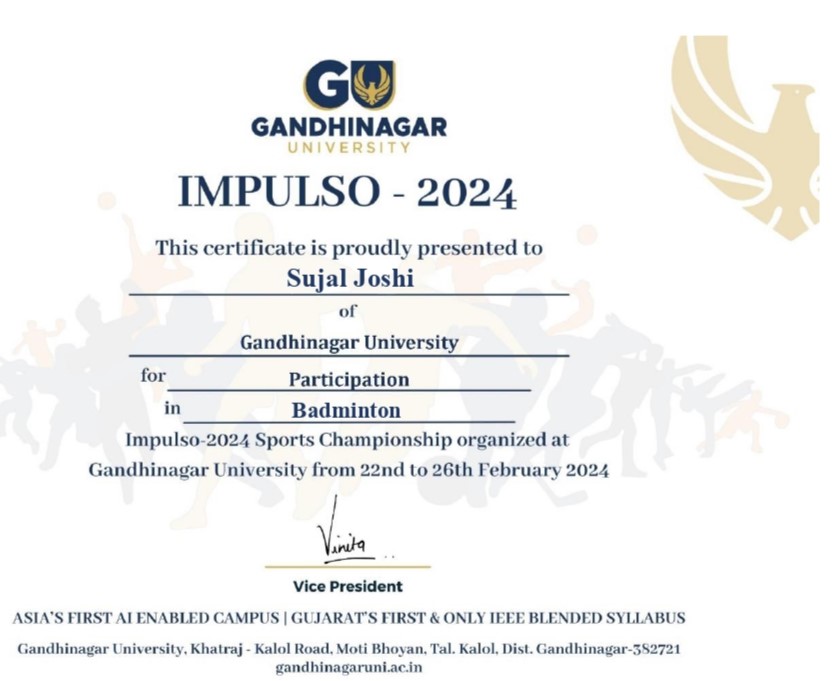 GU
GANDHINAGAR
UNIVERSITY
IMPULSO - 2024
This certificate is proudly presented to
Sujal Joshi
of
Gandhinagar University
for Participation
in Badminton
Impulso-2024 Sports Championship organized at
Gandhinagar University from 22nd to 26th February 2024
Vinita
Vice President
ASIA'S FIRST AI ENABLED CAMPUS | GUJARAT'S FIRST & ONLY IEEE BLENDED SYLLABUS
Gandhinagar University, Khatraj - Kalol Road, Moti Bhoyan, Tal. Kalol, Dist. Gandhinagar-382721
gandhinagaruni.ac.in